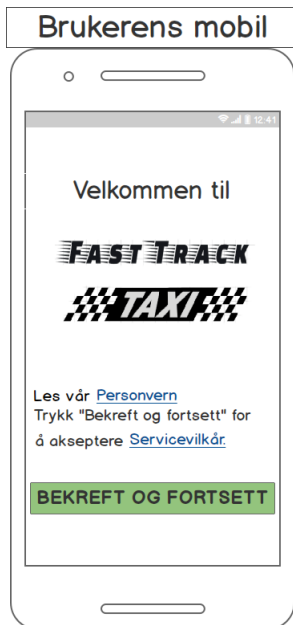 Brukerens mobil
12:41
Velkommen til
FAST TRACK
TAXI
Les vår Personvern
Trykk "Bekreft og fortsett" for
å akseptere Servicevilkår.
BEKREFT OG FORTSETT